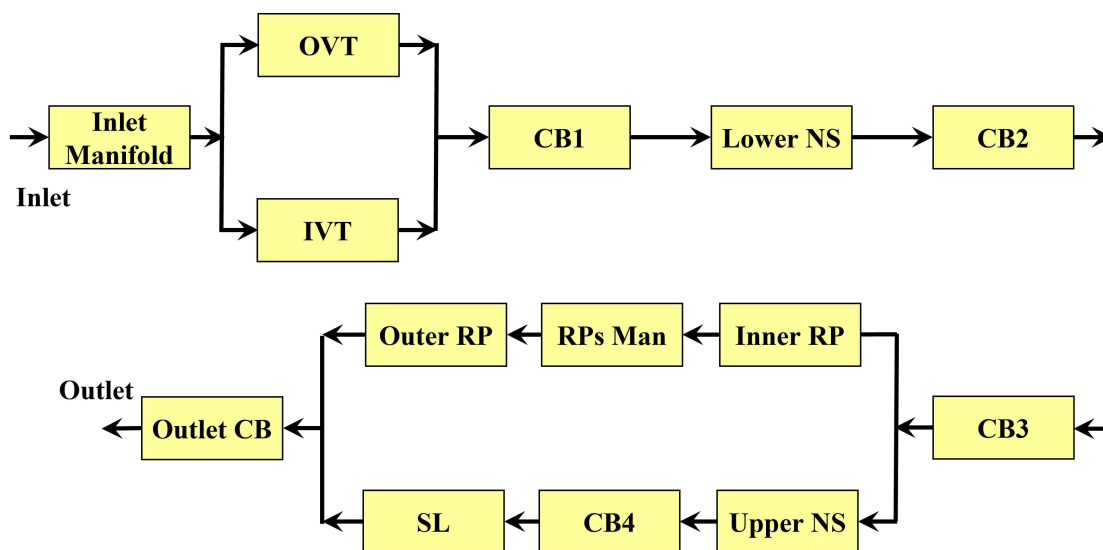 OVT
Inlet
Manifold
CB1
Lower NS
CB2
Inlet
IVT
Outer RP
RPs Man
Inner RP
Outlet
Outlet CB
CB3
SL
CB4
Upper NS